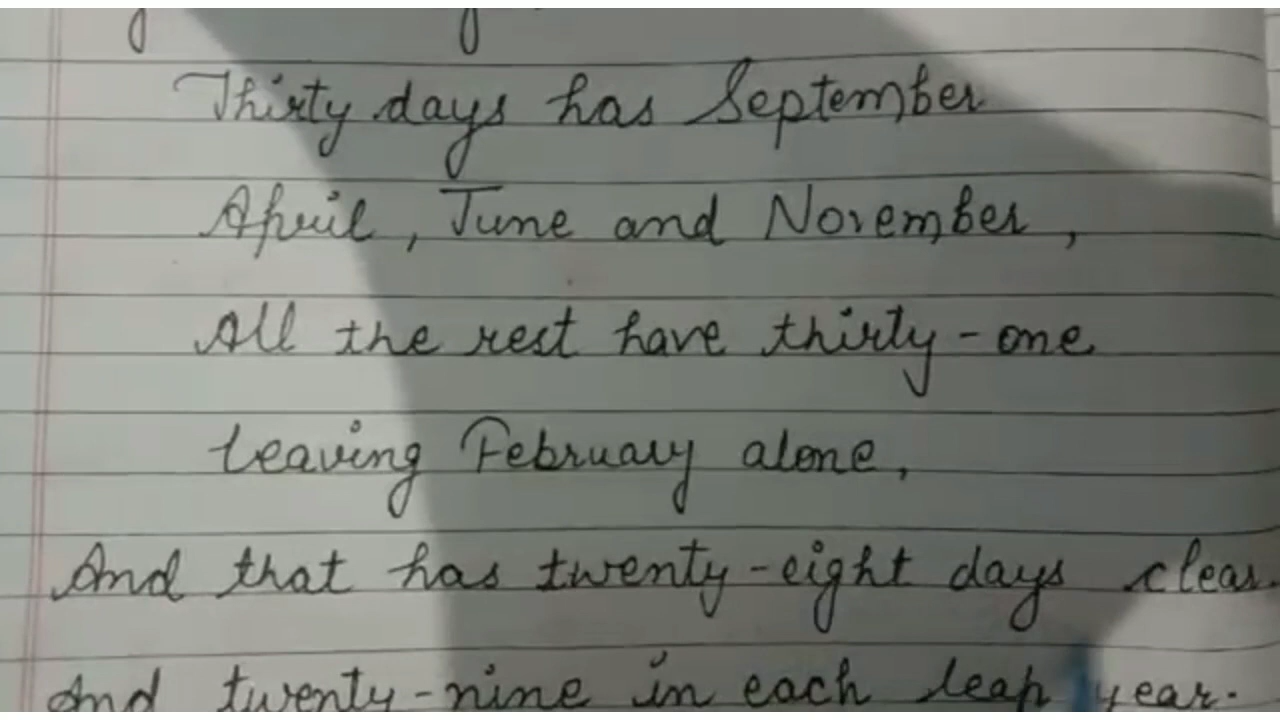 Thirty days has September
April, June and November,
All the rest have thirty-one
leaving February alone,
And that has twenty-eight days clear.
And twenty-nine in each leap year.